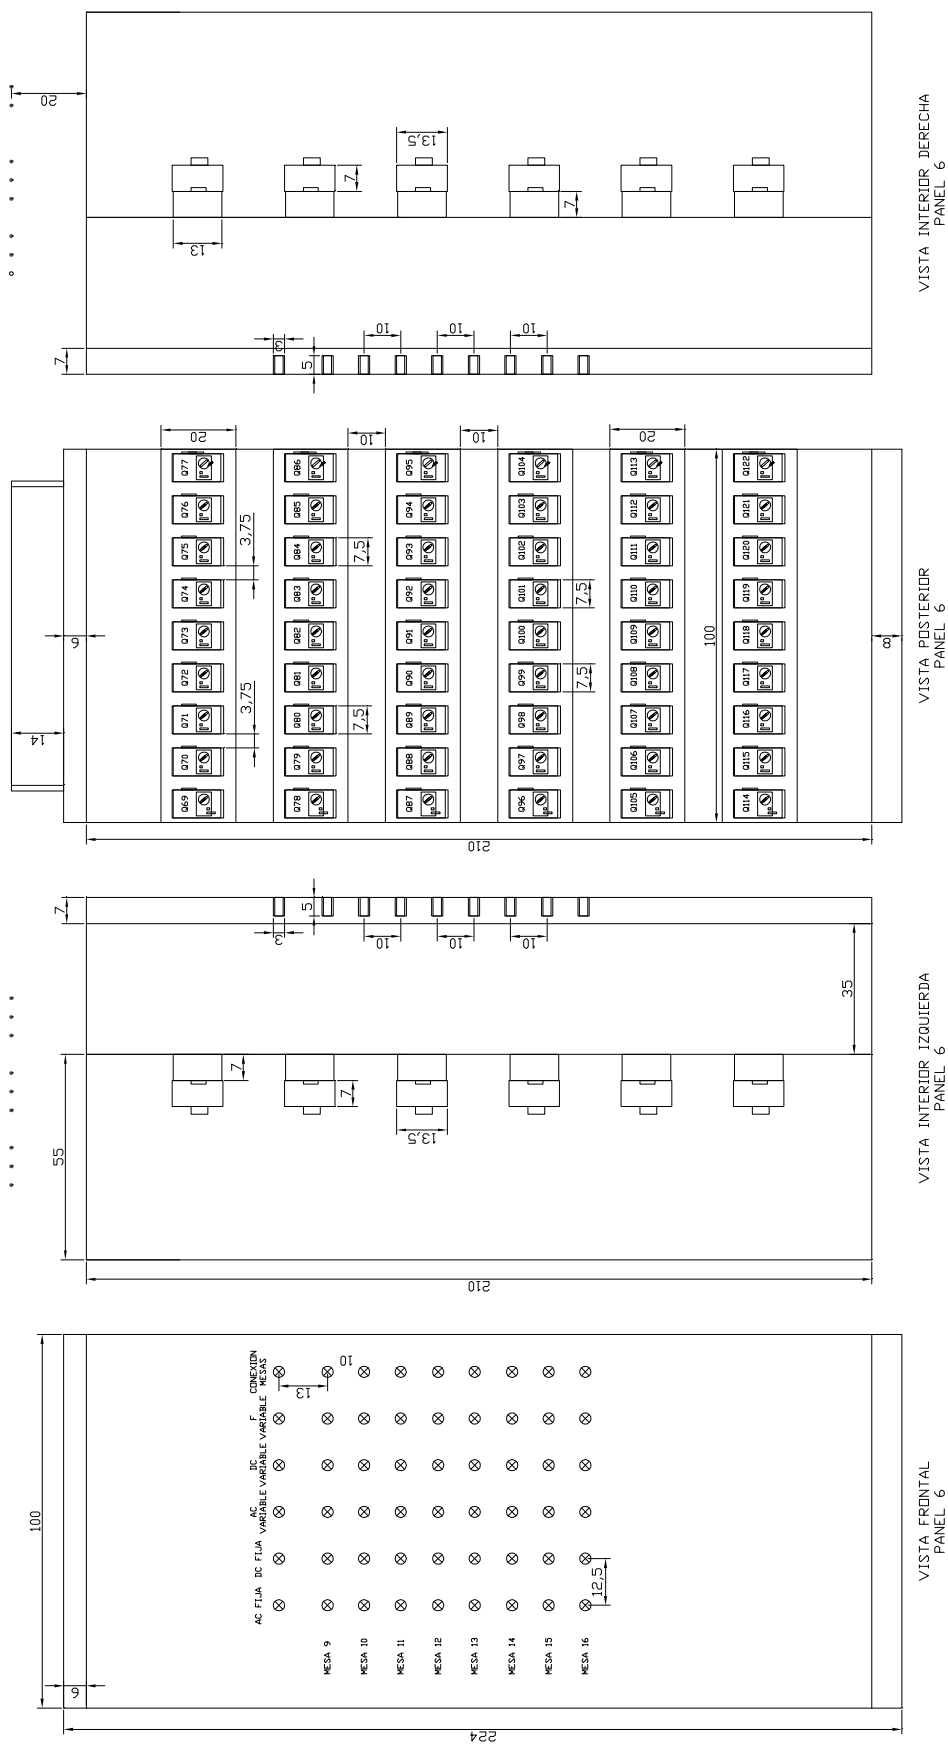 224
6
100
AC DC F CONEXION
AC FIJA DC FIJA VARIABLE VARIABLE VARIABLE MESAS
13
10
MESA 9
MESA 10
MESA 11
MESA 12
MESA 13
MESA 14
MESA 15
MESA 16
12,5
VISTA FRONTAL
PANEL 6
55
7
210
7
7
3
5
13,5
10
10
10
35
VISTA INTERIOR IZQUIERDA
PANEL 6
14
6
20
Q69 Q70 Q71 Q72 Q73 Q74 Q75 Q76 Q77
3,75 3,75
Q78 Q79 Q80 Q81 Q82 Q83 Q84 Q85 Q86
7,5 7,5
10
Q87 Q88 Q89 Q90 Q91 Q92 Q93 Q94 Q95
10
210
Q96 Q97 Q98 Q99 Q100 Q101 Q102 Q103 Q104
7,5 7,5
Q105 Q106 Q107 Q108 Q109 Q110 Q111 Q112 Q113
20
100
Q114 Q115 Q116 Q117 Q118 Q119 Q120 Q121 Q122
8
VISTA POSTERIOR
PANEL 6
20
7
13
3
5
7
10
13,5
10
10
7
VISTA INTERIOR DERECHA
PANEL 6